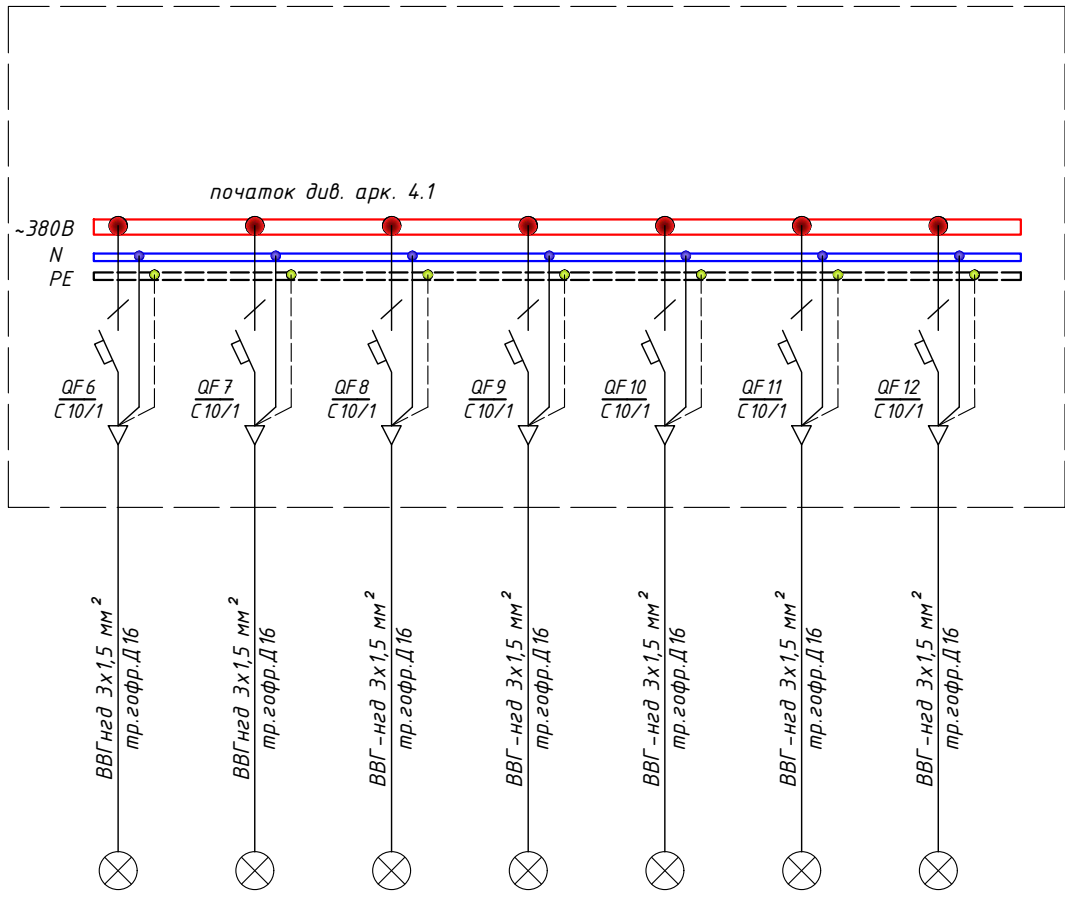 початок див. арк. 4.1
~380В
N
PE
QF6
C10/1
QF7
C10/1
QF8
C10/1
QF9
C10/1
QF10
C10/1
QF11
C10/1
QF12
C10/1
ВВГнгд 3х1,5 мм²
тр.гофр.Д16
ВВГнгд 3х1,5 мм²
тр.гофр.Д16
ВВГ-нгд 3х1,5 мм²
тр.гофр.Д16
ВВГ-нгд 3х1,5 мм²
тр.гофр.Д16
ВВГ-нгд 3х1,5 мм²
тр.гофр.Д16
ВВГ-нгд 3х1,5 мм²
тр.гофр.Д16
ВВГ-нгд 3х1,5 мм²
тр.гофр.Д16